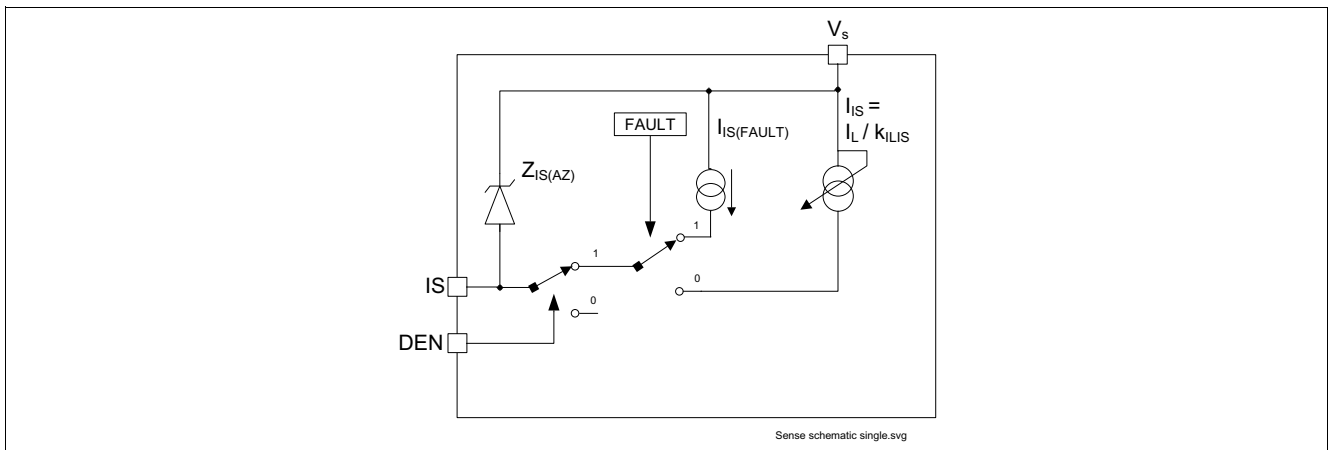 Vs
IIS =
FAULT
IIS(FAULT)
IL / kILIS
ZIS(AZ)
1
1
0
IS
0
DEN
Sense schematic single.svg